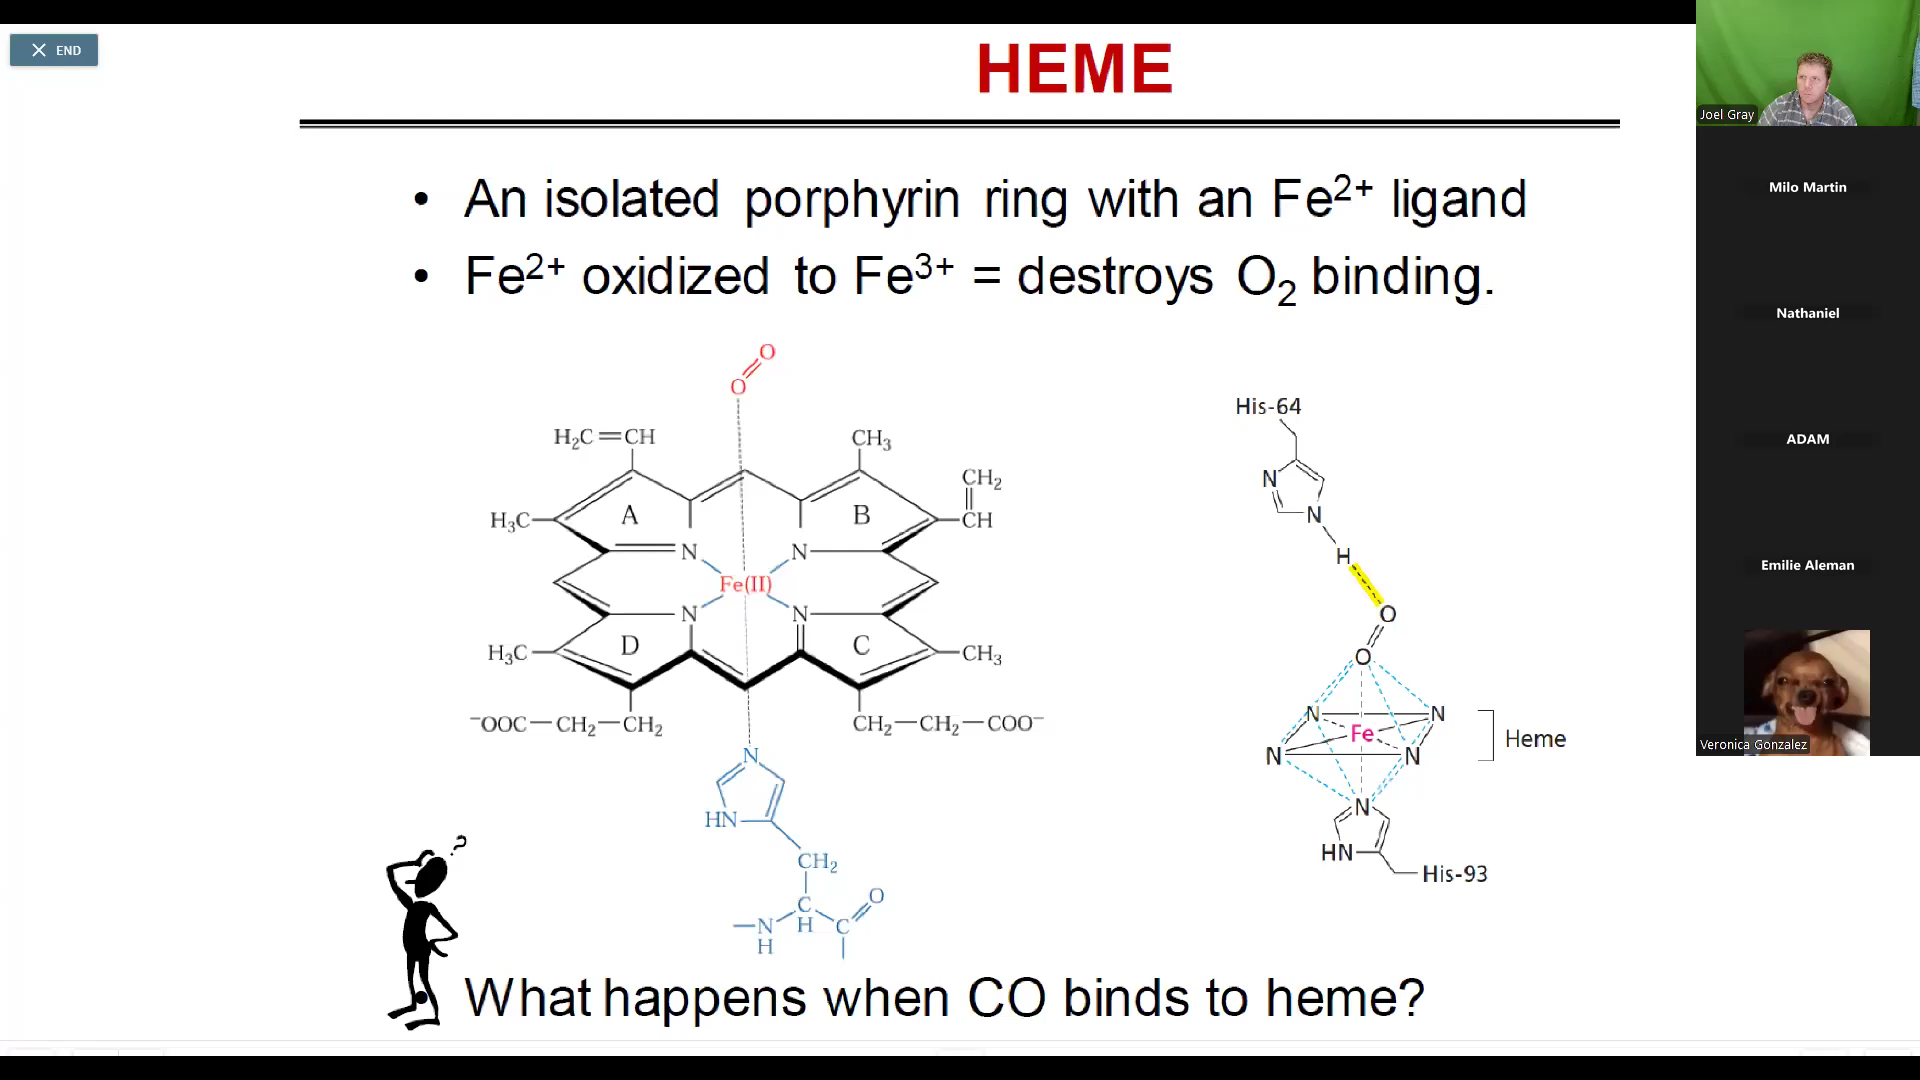 END
HEME
• An isolated porphyrin ring with an Fe²⁺ ligand
• Fe²⁺ oxidized to Fe³⁺ = destroys O₂ binding.
O
O
H₂C=CH
CH₃
CH₂
CH
H₃C
A
B
N
N
Fe(II)
N
N
D
C
H₃C
CH₃
⁻OOC—CH₂—CH₂
CH₂—CH₂—COO⁻
N
HN
CH₂
O
C
H
C
N
H
His-64
N
N
H
O
O
N
N
Fe
N
N
Heme
N
HN
His-93
?
What happens when CO binds to heme?
Joel Gray
Milo Martin
Nathaniel
ADAM
Emilie Aleman
Veronica Gonzalez